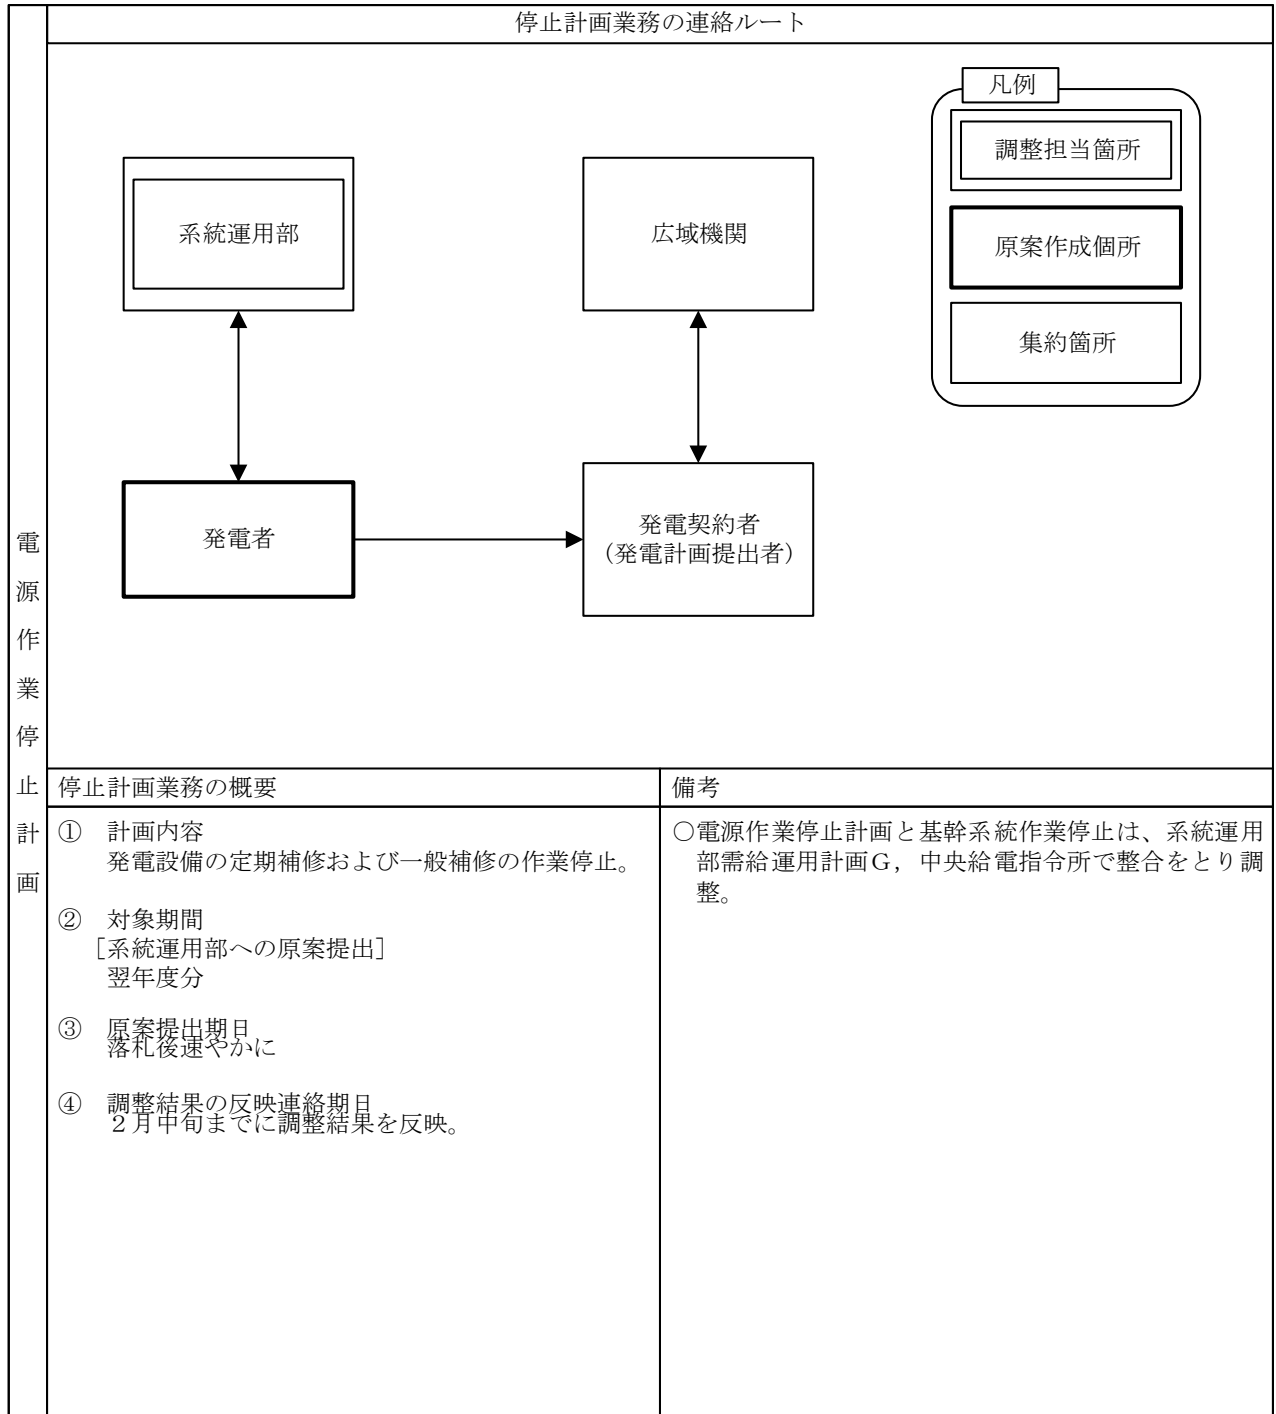 停止計画業務の連絡ルート
凡例
調整担当箇所
原案作成個所
集約箇所
系統運用部
広域機関
発電者
発電契約者
（発電計画提出者）
電
源
作
業
停
止
計
画
停止計画業務の概要
① 計画内容
発電設備の定期補修および一般補修の作業停止。
② 対象期間
［系統運用部への原案提出］
翌年度分
③ 原案提出期日
落札後速やかに
④ 調整結果の反映連絡期日
２月中旬までに調整結果を反映。
備考
○電源作業停止計画と基幹系統作業停止は、系統運用
部需給運用計画Ｇ，中央給電指令所で整合をとり調
整。